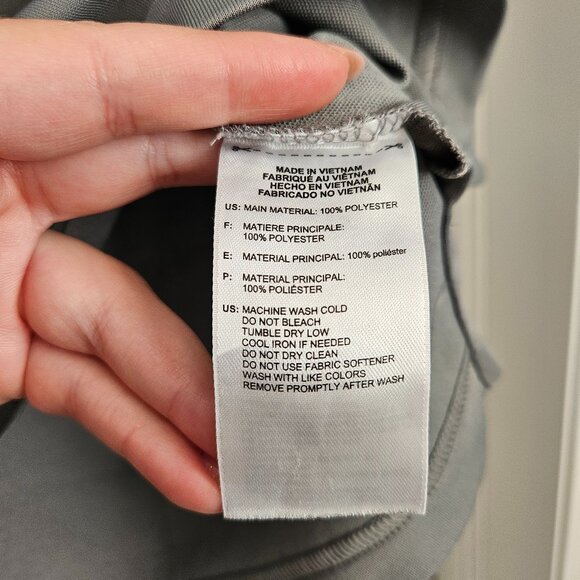 MADE IN VIETNAM
FABRIQUÉ AU VIÊTNAM
HECHO EN VIETNAM
FABRICADO NO VIETNÃN
US: MAIN MATERIAL: 100% POLYESTER
F: MATIERE PRINCIPALE:
100% POLYESTER
E: MATERIAL PRINCIPAL: 100% poliéster
P: MATERIAL PRINCIPAL:
100% POLIÉSTER
US: MACHINE WASH COLD
DO NOT BLEACH
TUMBLE DRY LOW
COOL IRON IF NEEDED
DO NOT DRY CLEAN
DO NOT USE FABRIC SOFTENER
WASH WITH LIKE COLORS
REMOVE PROMPTLY AFTER WASH